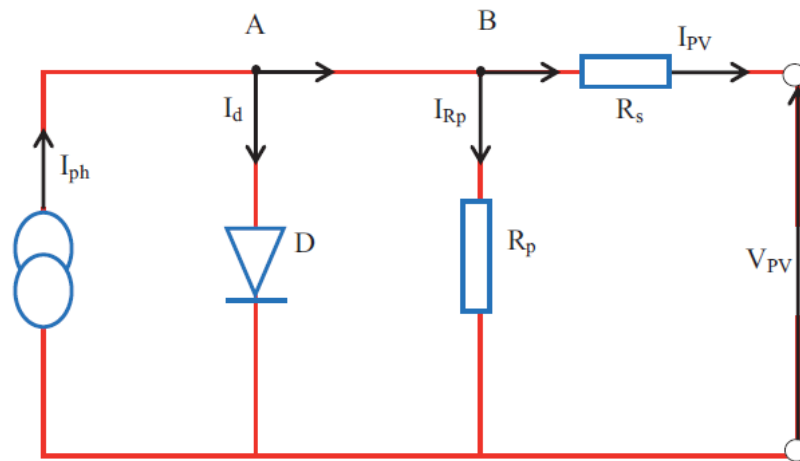 A
B
I_PV
I_d
I_Rp
R_s
I_ph
D
R_p
V_PV